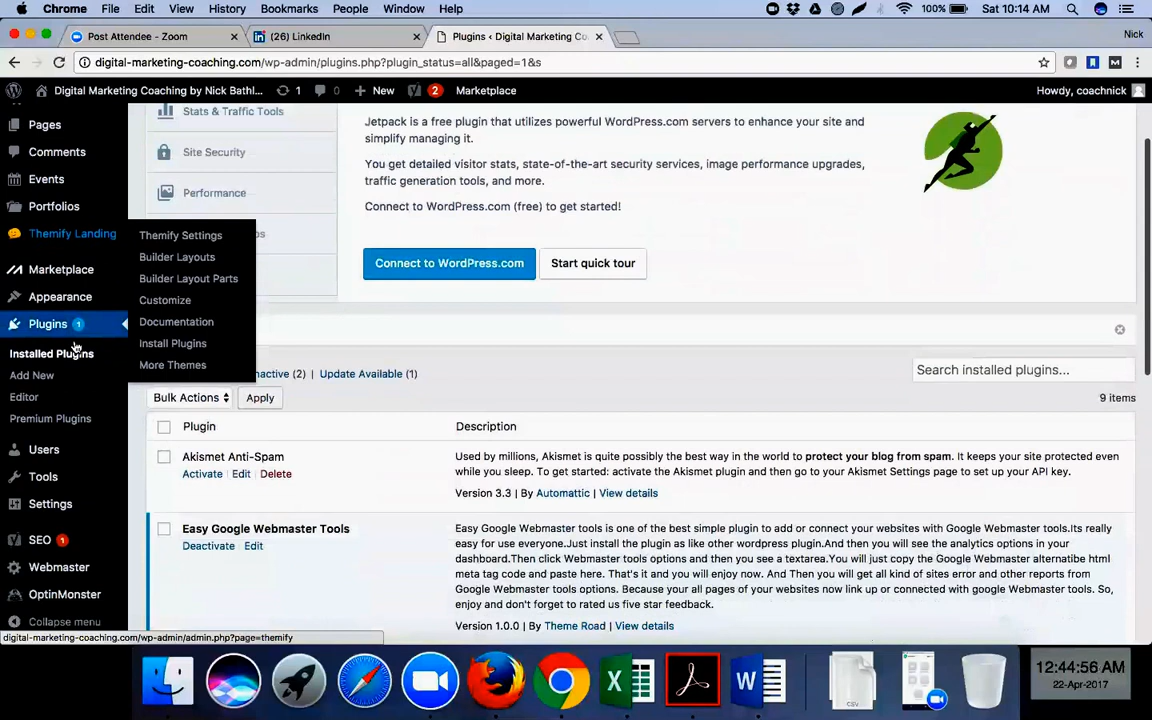 Chrome File Edit View History Bookmarks People Window Help 100% Sat 10:14 AM
Post Attendee - Zoom × (26) LinkedIn × Plugins ‹ Digital Marketing Co... × Nick
digital-marketing-coaching.com/wp-admin/plugins.php?plugin_status=all&paged=1&s
Digital Marketing Coaching by Nick Bathl... 1 0 New 2 Marketplace Howdy, coachnick
Pages
Comments
Events
Portfolios
Themify Landing
Marketplace
Appearance
Plugins 1
Installed Plugins
Add New
Editor
Premium Plugins
Users
Tools
Settings
SEO 1
Webmaster
OptinMonster
Collapse menu
Themify Settings
Builder Layouts
Builder Layout Parts
Customize
Documentation
Install Plugins
More Themes
Stats & Traffic Tools
Site Security
Performance
Jetpack is a free plugin that utilizes powerful WordPress.com servers to enhance your site and
simplify managing it.
You get detailed visitor stats, state-of-the-art security services, image performance upgrades,
traffic generation tools, and more.
Connect to WordPress.com (free) to get started!
Connect to WordPress.com Start quick tour
nactive (2) | Update Available (1) Search installed plugins...
Bulk Actions Apply 9 items
Plugin Description
Akismet Anti-Spam
Activate | Edit | Delete
Used by millions, Akismet is quite possibly the best way in the world to protect your blog from spam. It keeps your site protected even
while you sleep. To get started: activate the Akismet plugin and then go to your Akismet Settings page to set up your API key.
Version 3.3 | By Automattic | View details
Easy Google Webmaster Tools
Deactivate | Edit
Easy Google Webmaster tools is one of the best simple plugin to add or connect your websites with Google Webmaster tools.Its really
easy for use everyone.Just install the plugin as like other wordpress plugin.And then you will see the analytics options in your
dashboard.Then click Webmaster tools options and then you see a textarea.You will just copy the Google Webmaster alternatibe html
meta tag code and paste here. That's it and you will enjoy now. And Then you will get all kind of sites error and other reports from
Google Webmaster tools options. Because your all pages of your websites now link up or connected with google webmaster tools. So,
enjoy and don't forget to rated us five star feedback.
Version 1.0.0 | By Theme Road | View details
digital-marketing-coaching.com/wp-admin/admin.php?page=themify
CSV
12:44:56 AM
22-Apr-2017